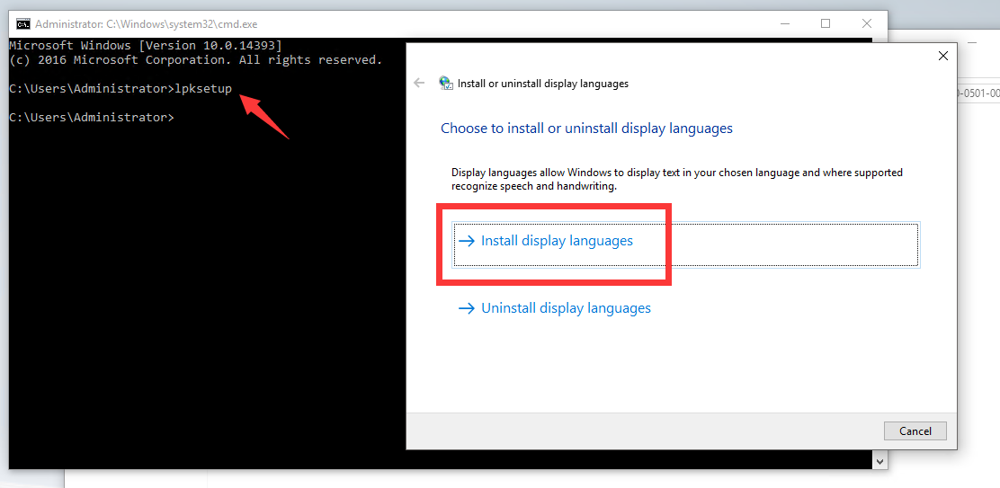 Administrator: C:\Windows\system32\cmd.exe
Microsoft Windows [Version 10.0.14393]
(c) 2016 Microsoft Corporation. All rights reserved.
C:\Users\Administrator>lpksetup
C:\Users\Administrator>
Install or uninstall display languages
Choose to install or uninstall display languages
Display languages allow Windows to display text in your chosen language and where supported
recognize speech and handwriting.
Install display languages
Uninstall display languages
Cancel
0-0501-00